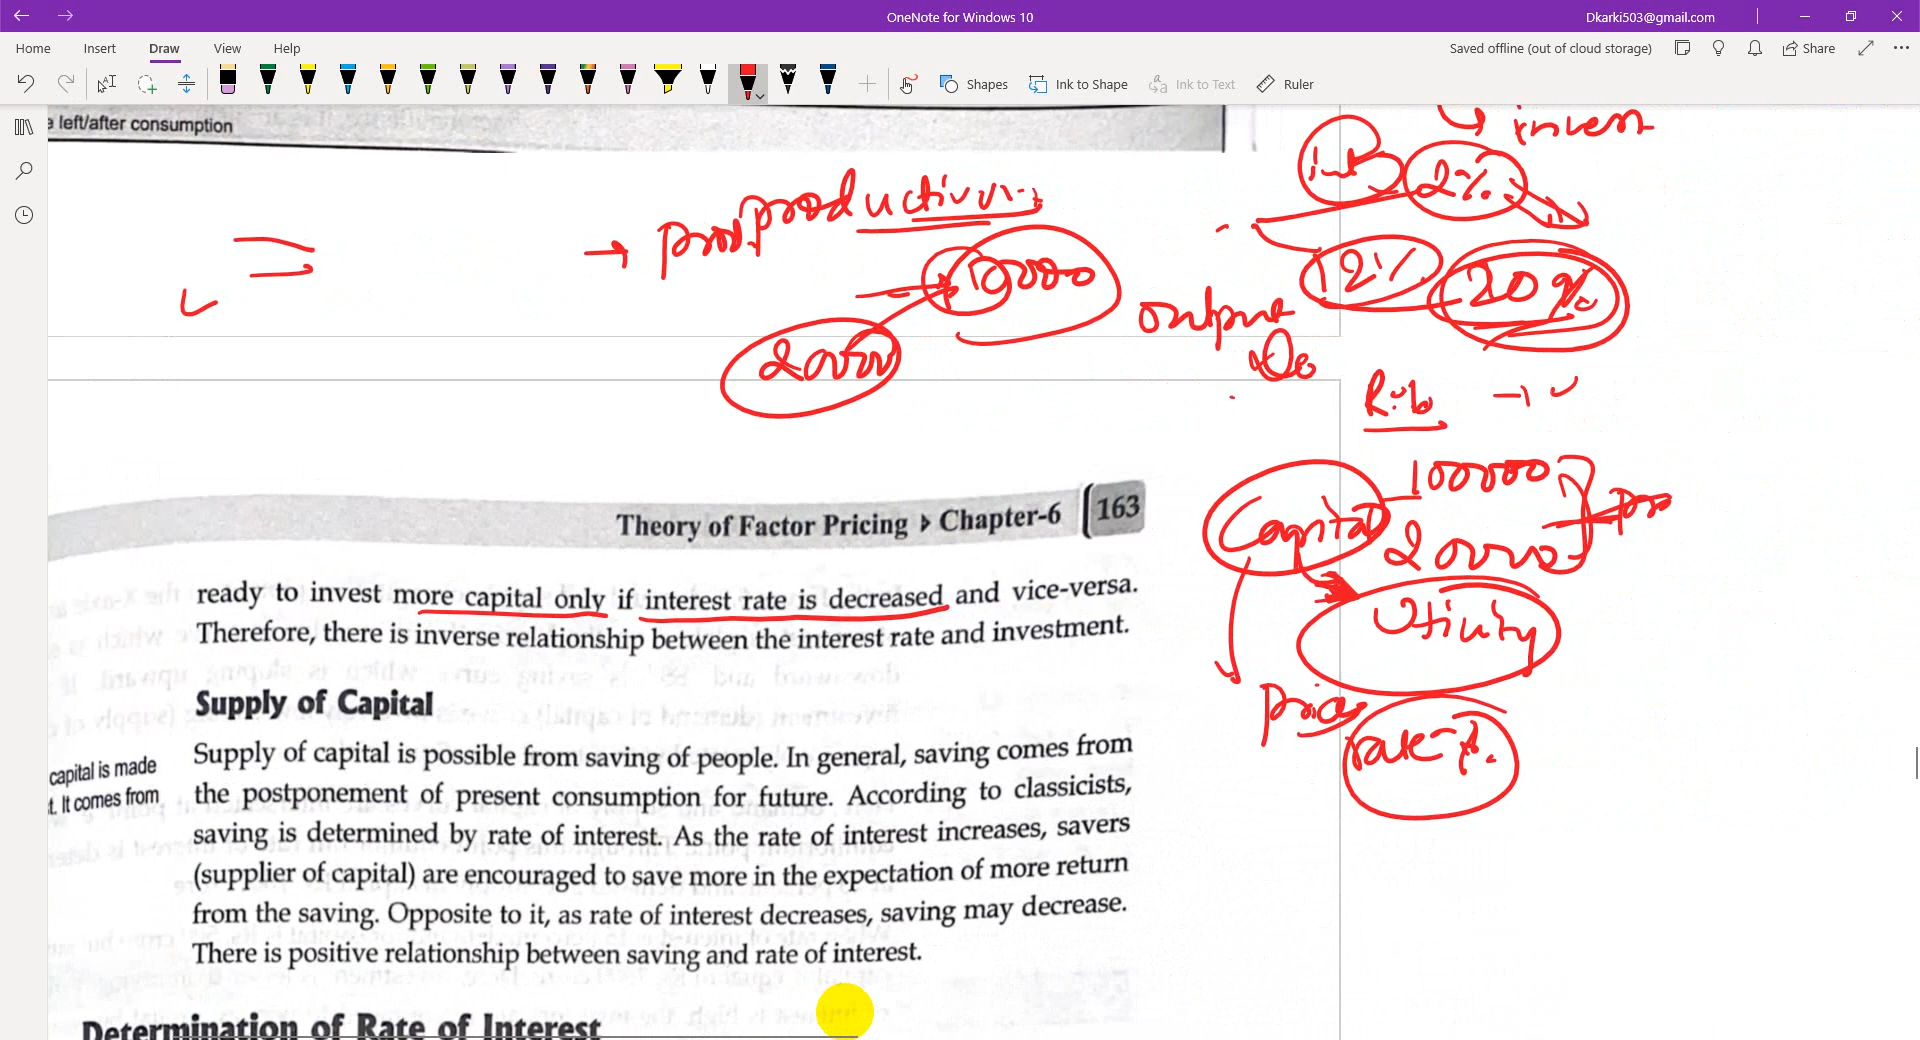 OneNote for Windows 10
Dkarki503@gmail.com
Home Insert Draw View Help
Saved offline (out of cloud storage)
Share
Shapes Ink to Shape Ink to Text Ruler
left/after consumption
invest
2%
productivity
12% 20%
10000
output
20000
Capital 100000
20000
Theory of Factor Pricing ▸ Chapter-6 163
ready to invest more capital only if interest rate is decreased and vice-versa.
Therefore, there is inverse relationship between the interest rate and investment.
Utility
Supply of Capital
Price
rate
Supply of capital is possible from saving of people. In general, saving comes from
capital is made
the postponement of present consumption for future. According to classicists,
t. It comes from
saving is determined by rate of interest. As the rate of interest increases, savers
(supplier of capital) are encouraged to save more in the expectation of more return
from the saving. Opposite to it, as rate of interest decreases, saving may decrease.
There is positive relationship between saving and rate of interest.
Determination of Rate of Interest